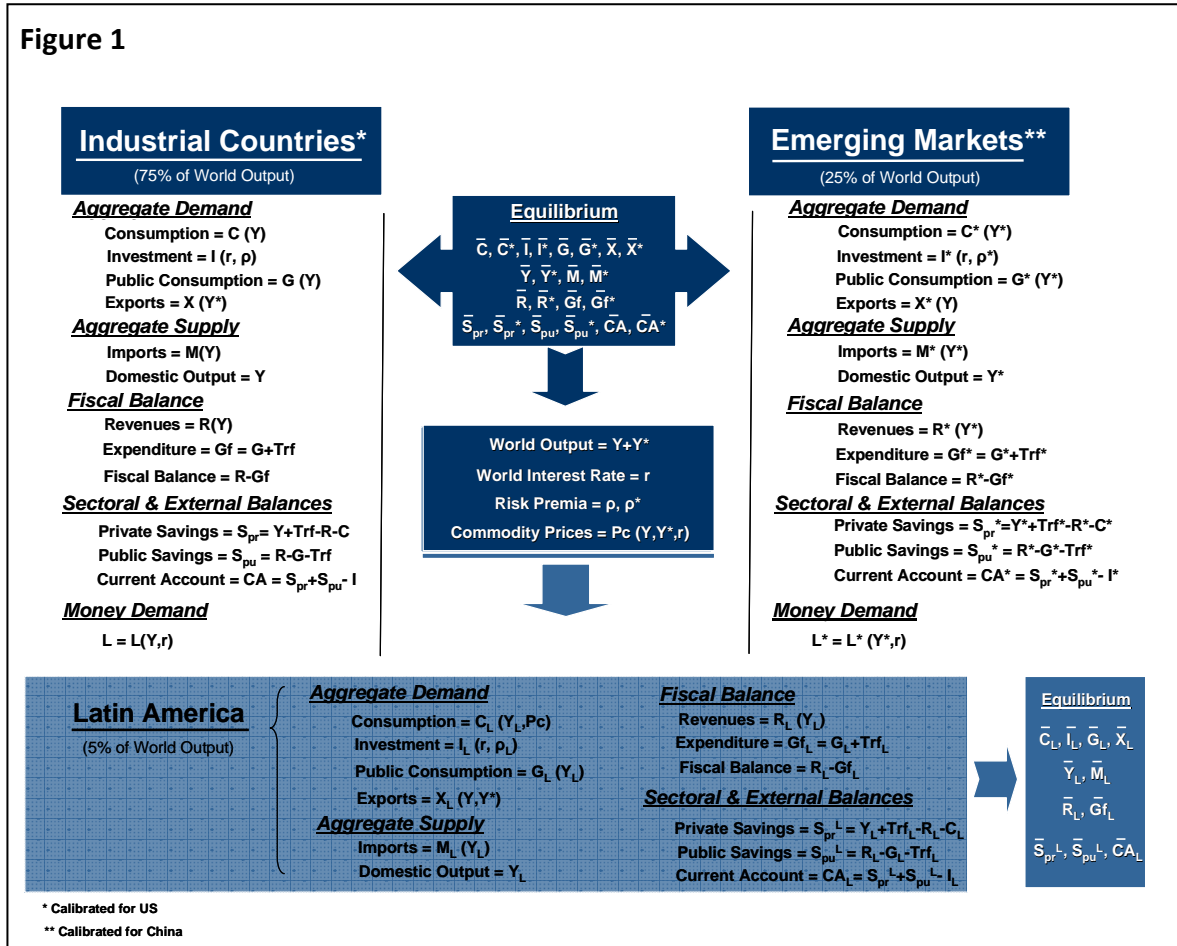 Figure 1
Industrial Countries*
(75% of World Output)
Aggregate Demand
Consumption = C (Y)
Investment = I (r, ρ)
Public Consumption = G (Y)
Exports = X (Y*)
Aggregate Supply
Imports = M(Y)
Domestic Output = Y
Fiscal Balance
Revenues = R(Y)
Expenditure = Gf = G+Trf
Fiscal Balance = R-Gf
Sectoral & External Balances
Private Savings = Spr= Y+Trf-R-C
Public Savings = Spu = R-G-Trf
Current Account = CA = Spr+Spu- I
Money Demand
L = L(Y,r)
Equilibrium
C̅, C̅*, I̅, I̅*, G̅, G̅*, X̅, X̅*
Y̅, Y̅*, M̅, M̅*
R̅, R̅*, G̅f, G̅f*
S̅pr, S̅pr*, S̅pu, S̅pu*, C̅A, C̅A*
World Output = Y+Y*
World Interest Rate = r
Risk Premia = ρ, ρ*
Commodity Prices = Pc (Y,Y*,r)
Emerging Markets**
(25% of World Output)
Aggregate Demand
Consumption = C* (Y*)
Investment = I* (r, ρ*)
Public Consumption = G* (Y*)
Exports = X* (Y)
Aggregate Supply
Imports = M* (Y*)
Domestic Output = Y*
Fiscal Balance
Revenues = R* (Y*)
Expenditure = Gf* = G*+Trf*
Fiscal Balance = R*-Gf*
Sectoral & External Balances
Private Savings = Spr*=Y*+Trf*-R*-C*
Public Savings = Spu* = R*-G*-Trf*
Current Account = CA* = Spr*+Spu*- I*
Money Demand
L* = L* (Y*,r)
Latin America
(5% of World Output)
Aggregate Demand
Consumption = CL (YL,Pc)
Investment = IL (r, ρL)
Public Consumption = GL (YL)
Exports = XL (Y,Y*)
Aggregate Supply
Imports = ML (YL)
Domestic Output = YL
Fiscal Balance
Revenues = RL (YL)
Expenditure = GfL = GL+TrfL
Fiscal Balance = RL-GfL
Sectoral & External Balances
Private Savings = SprL = YL+TrfL-RL-CL
Public Savings = SpuL = RL-GL-TrfL
Current Account = CAL= SprL+SpuL- IL
Equilibrium
C̅L, I̅L, G̅L, X̅L
Y̅L, M̅L
R̅L, G̅fL
S̅prL, S̅puL, C̅AL
* Calibrated for US
** Calibrated for China